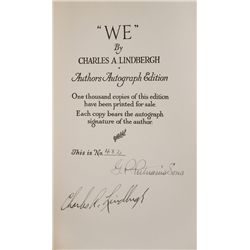 "WE"
By
CHARLES A LINDBERGH
Authors Autograph Edition
One thousand copies of this edition
have been printed for sale.
Each copy bears the autograph
signature of the author.
This is No.
G.P. Putnam's Sons
Charles A. Lindbergh